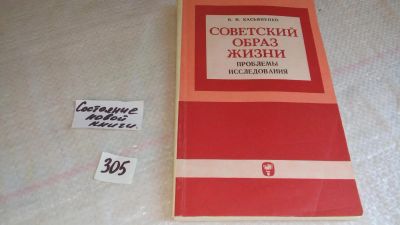 В. И. КАСЬЯНЕНКО
СОВЕТСКИЙ
ОБРАЗ
ЖИЗНИ
ПРОБЛЕМЫ
ИССЛЕДОВАНИЯ
Состояние
новой
книги.
305